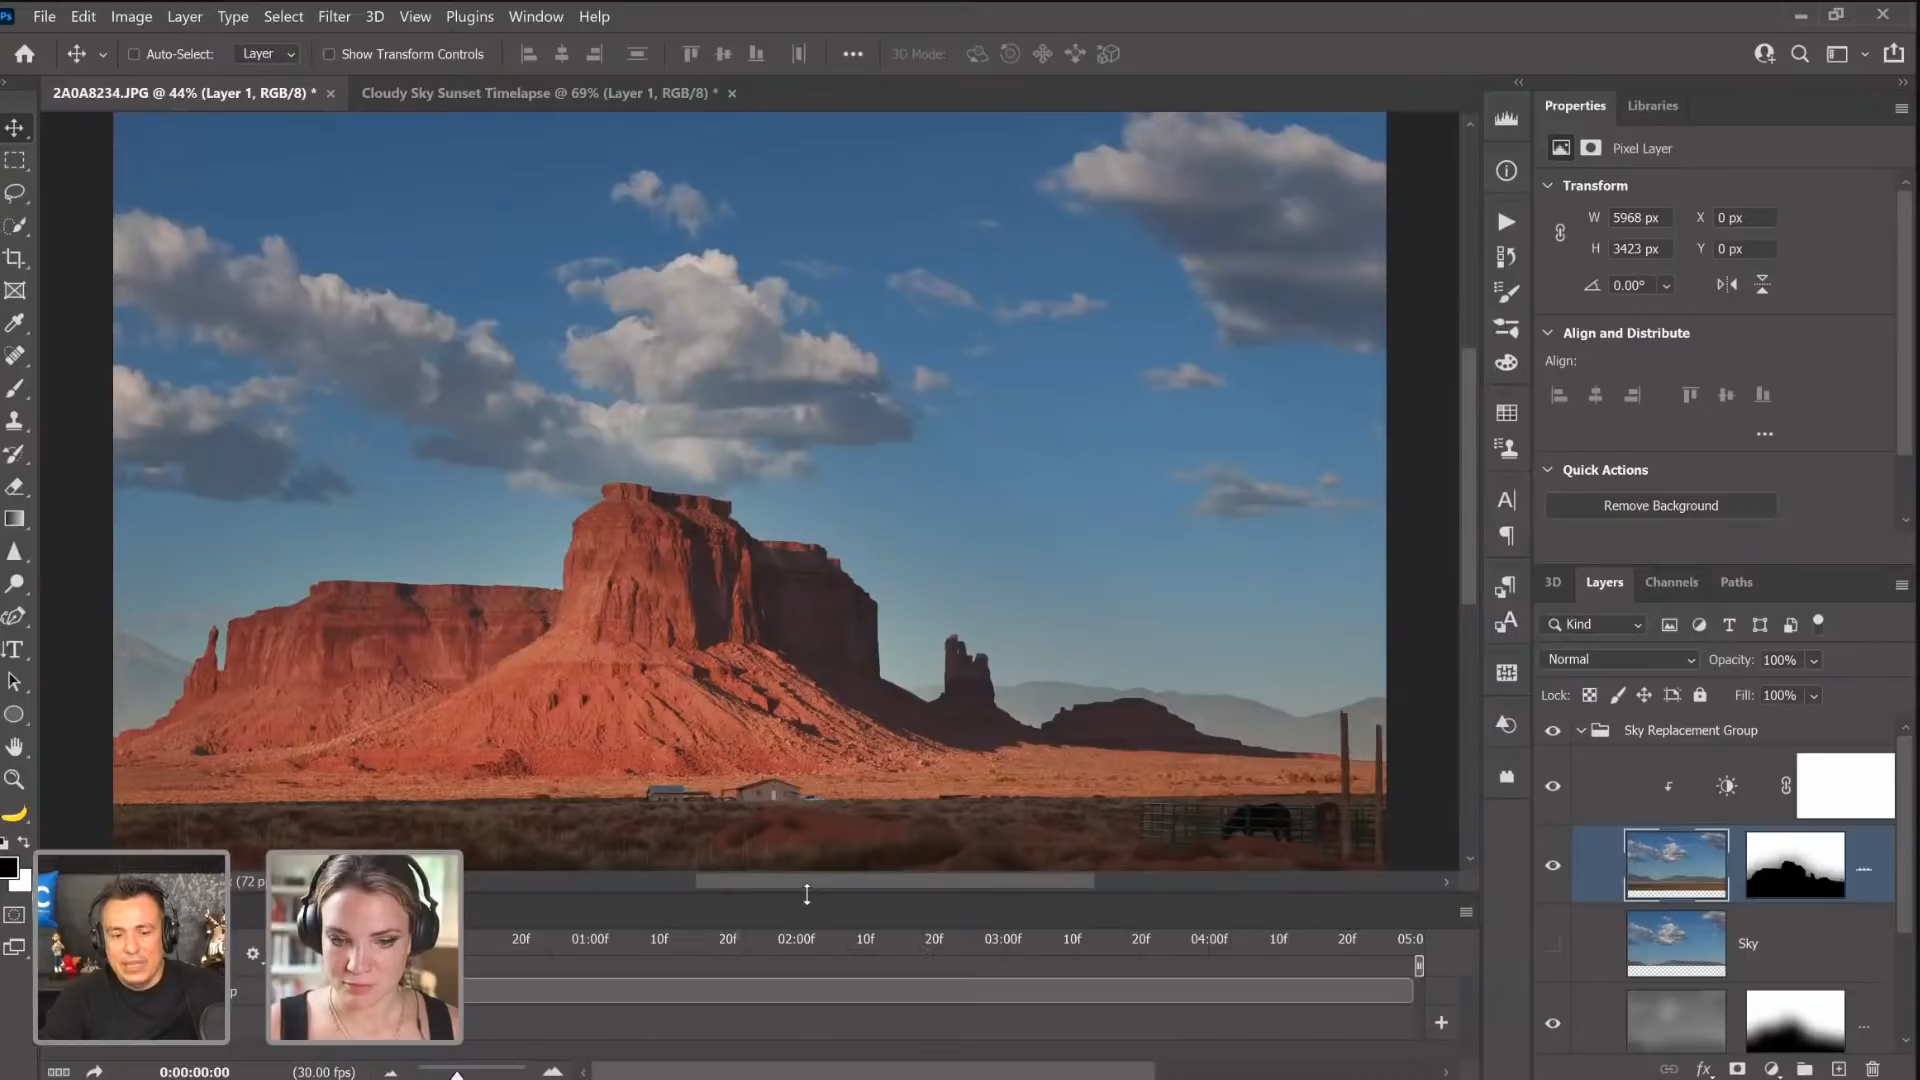 Ps File Edit Image Layer Type Select Filter 3D View Plugins Window Help
Auto-Select: Layer Show Transform Controls 3D Mode:
2A0A8234.JPG @ 44% (Layer 1, RGB/8) * Cloudy Sky Sunset Timelapse @ 69% (Layer 1, RGB/8) *
Properties Libraries
Pixel Layer
Transform
W 5968 px X 0 px
H 3423 px Y 0 px
0.00°
Align and Distribute
Align:
Quick Actions
Remove Background
3D Layers Channels Paths
Kind
Normal Opacity: 100%
Lock: Fill: 100%
Sky Replacement Group
Sky
(72 p
20f 01:00f 10f 20f 02:00f 10f 20f 03:00f 10f 20f 04:00f 10f 20f 05:0
p
0:00:00:00 (30.00 fps)
fx